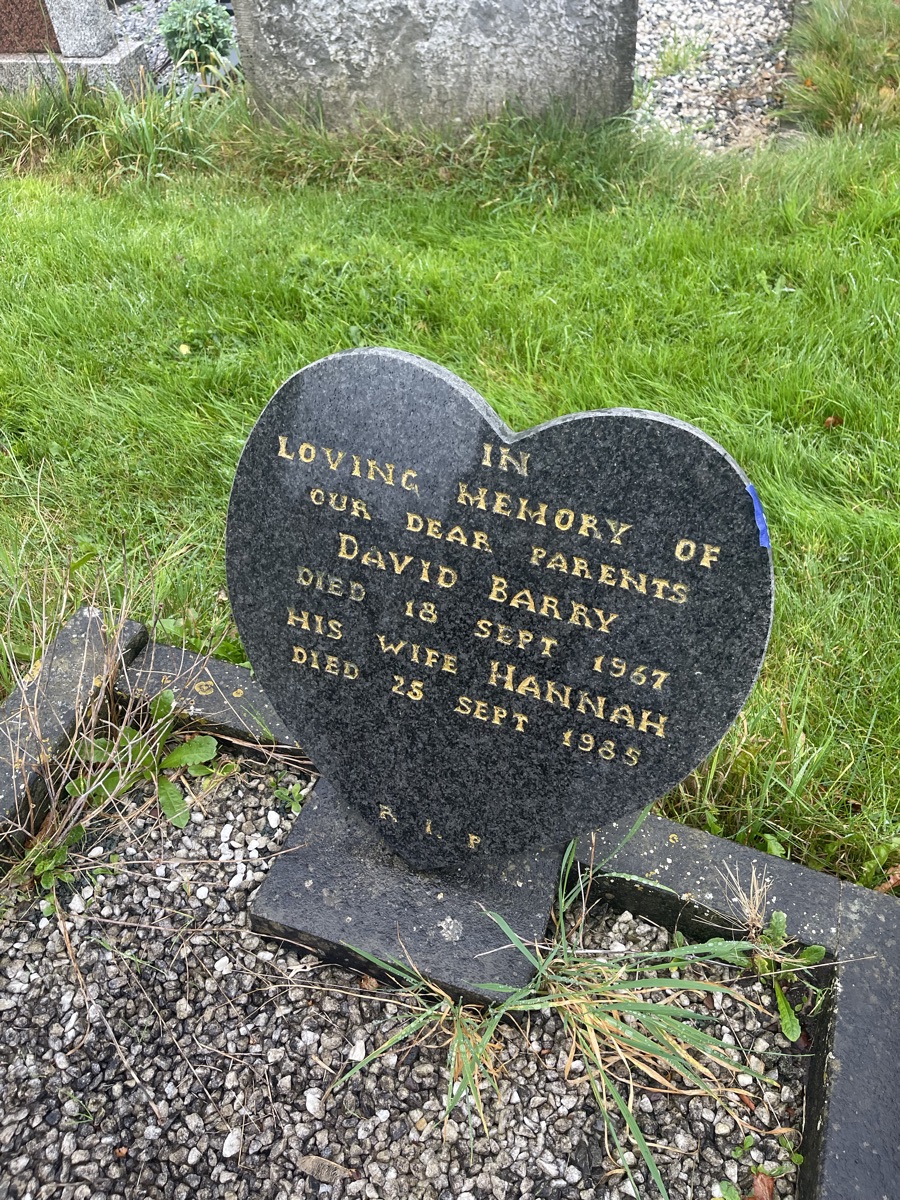 IN
LOVING MEMORY OF
OUR DEAR PARENTS
DAVID BARRY
DIED 18 SEPT 1967
HIS WIFE HANNAH
DIED 25 SEPT 1985
R.I.P